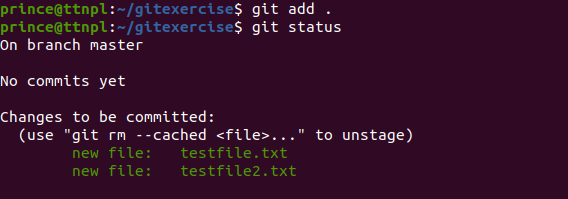 prince@ttnpl:~/gitexercise$ git add .
prince@ttnpl:~/gitexercise$ git status
On branch master
No commits yet
Changes to be committed:
  (use "git rm --cached <file>..." to unstage)
        new file:   testfile.txt
        new file:   testfile2.txt